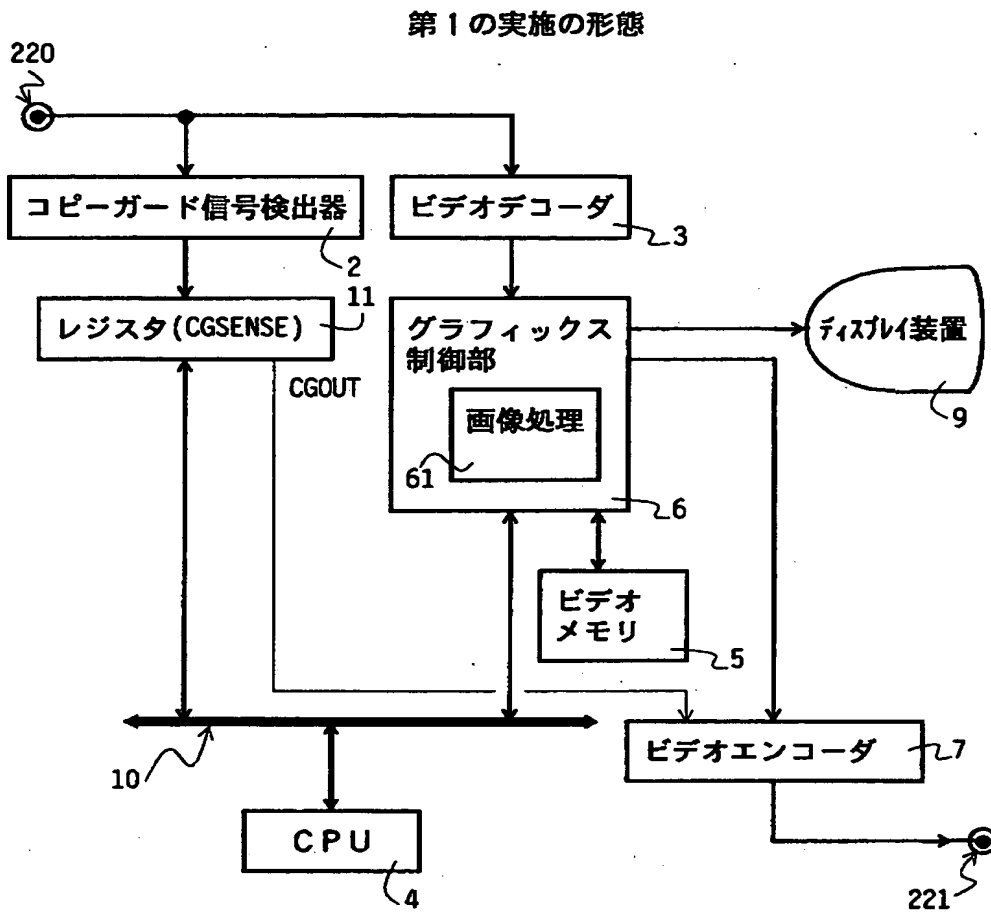 第1の実施の形態
220
コピーガード信号検出器
2
ビデオデコーダ
3
レジスタ(CGSENSE)
11
CGOUT
グラフィックス
制御部
画像処理
61
6
ディスプレイ装置
9
ビデオ
メモリ
5
10
ビデオエンコーダ
7
CPU
4
221